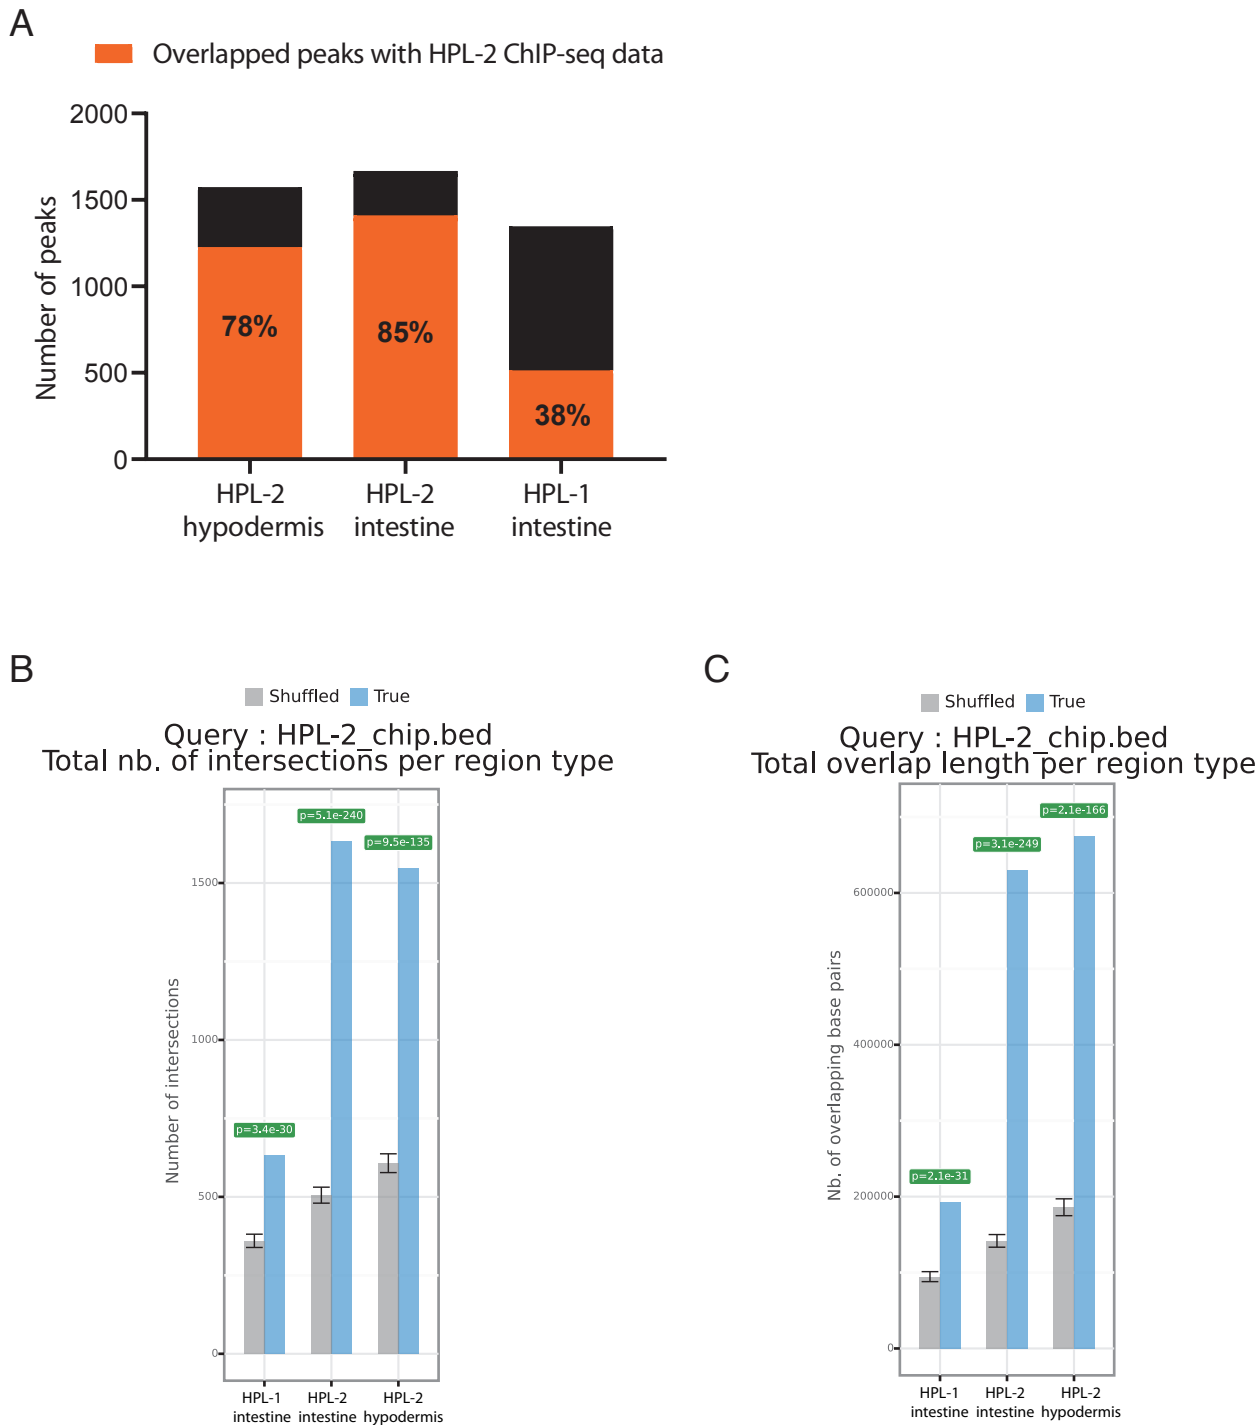 A
Overlapped peaks with HPL-2 ChIP-seq data
Number of peaks
2000
1500
1000
500
0
78%
85%
38%
HPL-2
hypodermis
HPL-2
intestine
HPL-1
intestine
B
Shuffled
True
Query : HPL-2_chip.bed
Total nb. of intersections per region type
Number of intersections
1500
1000
500
0
p=3.4e-30
p=5.1e-240
p=9.5e-135
HPL-1
intestine
HPL-2
intestine
HPL-2
hypodermis
C
Shuffled
True
Query : HPL-2_chip.bed
Total overlap length per region type
Nb. of overlapping base pairs
600000
400000
200000
0
p=2.1e-31
p=3.1e-249
p=2.1e-166
HPL-1
intestine
HPL-2
intestine
HPL-2
hypodermis